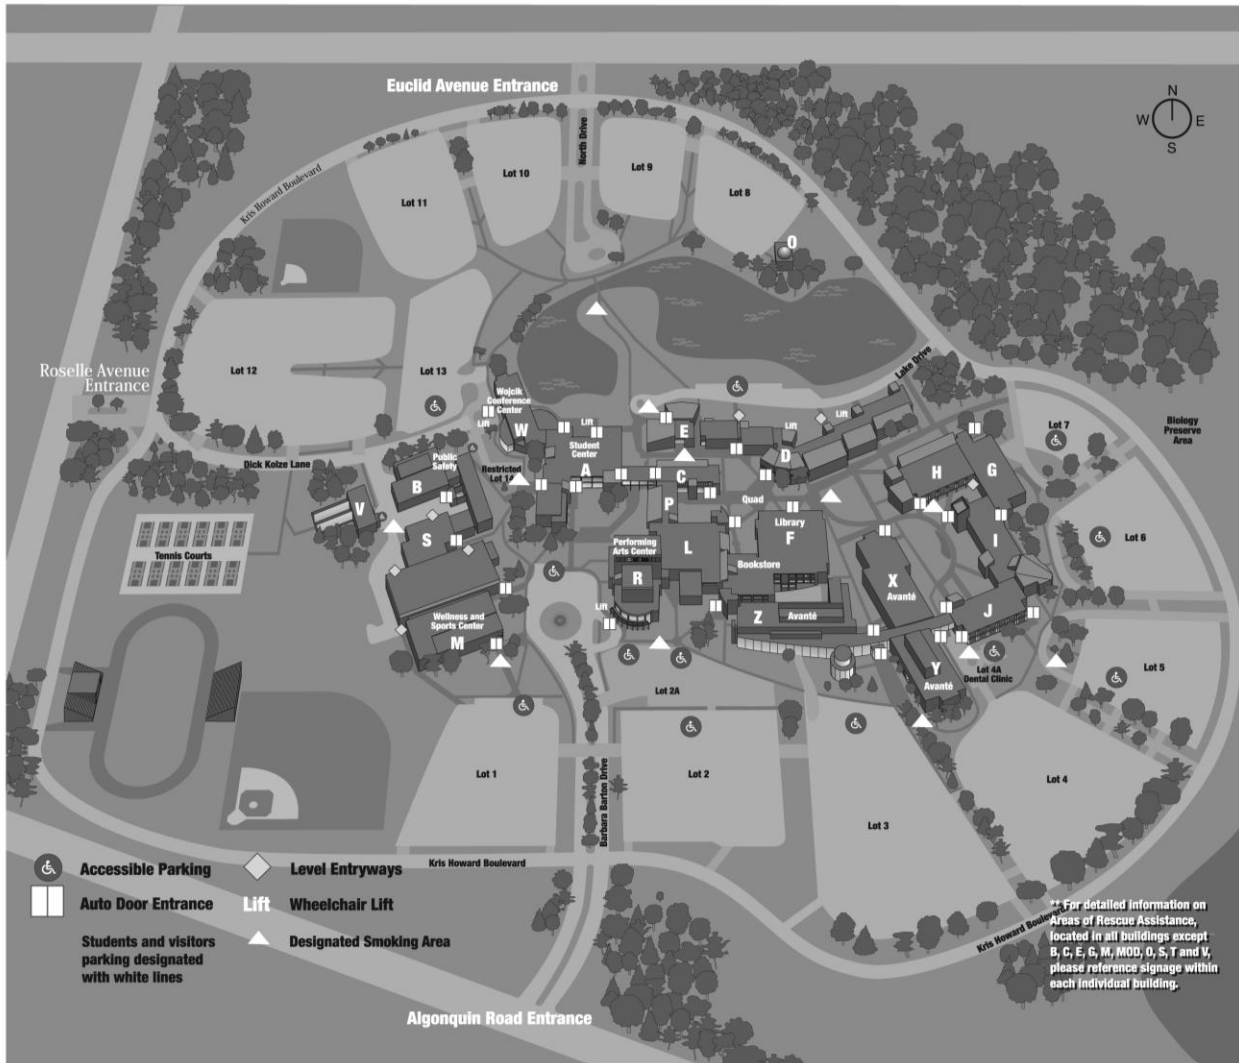 Euclid Avenue Entrance
N
W E
S
North Drive
Lot 9
Lot 10
Lot 8
Kris Howard Boulevard
Lot 11
O
Roselle Avenue
Entrance
Lot 12
Lot 13
Lake Drive
Wojcik
Conference
Center
Lift
W
Lift
Student
Center
A
E
Lift
D
Lift
Lot 7
Biology
Preserve
Area
Dick Kolze Lane
Public
Safety
B
Restricted
Lot 14
C
H
G
V
P
Quad
Tennis Courts
S
Performing
Arts Center
L
Library
F
Bookstore
I
Lot 6
R
X
Avanté
Lift
Wellness and
Sports Center
M
Z
Avanté
J
Y
Avanté
Lot 4A
Dental Clinic
Lot 5
Lot 2A
Lot 1
Lot 2
Barbara Barton Drive
Lot 3
Lot 4
Kris Howard Boulevard
Kris Howard Boulevard
Accessible Parking
Level Entryways
Auto Door Entrance
Lift Wheelchair Lift
Students and visitors
parking designated
with white lines
Designated Smoking Area
** For detailed information on
Areas of Rescue Assistance,
located in all buildings except
B, C, E, G, M, MOD, O, S, T and V,
please reference signage within
each individual building.
Algonquin Road Entrance